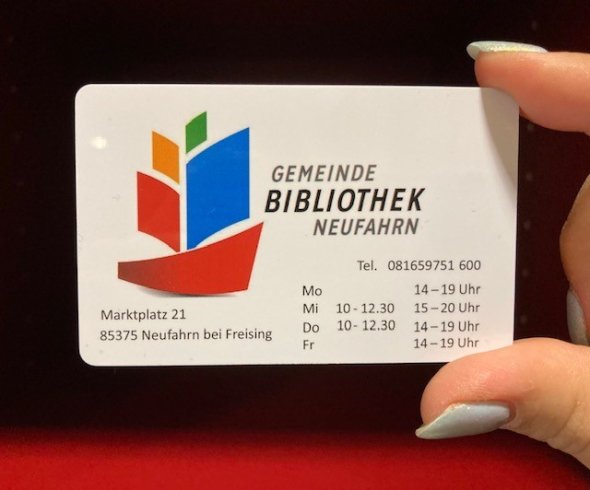 GEMEINDE
BIBLIOTHEK
NEUFAHRN
Tel. 081659751 600
Mo 14–19 Uhr
Mi 10-12.30 15–20 Uhr
Do 10-12.30 14–19 Uhr
Fr 14–19 Uhr
Marktplatz 21
85375 Neufahrn bei Freising